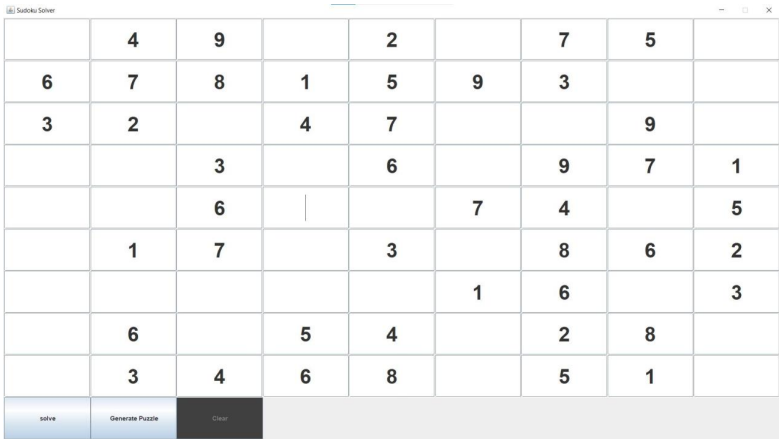 Sudoku Solver
4 9 2 7 5
6 7 8 1 5 9 3
3 2 4 7 9
3 6 9 7 1
6 7 4 5
1 7 3 8 6 2
1 6 3
6 5 4 2 8
3 4 6 8 5 1
solve Generate Puzzle Clear